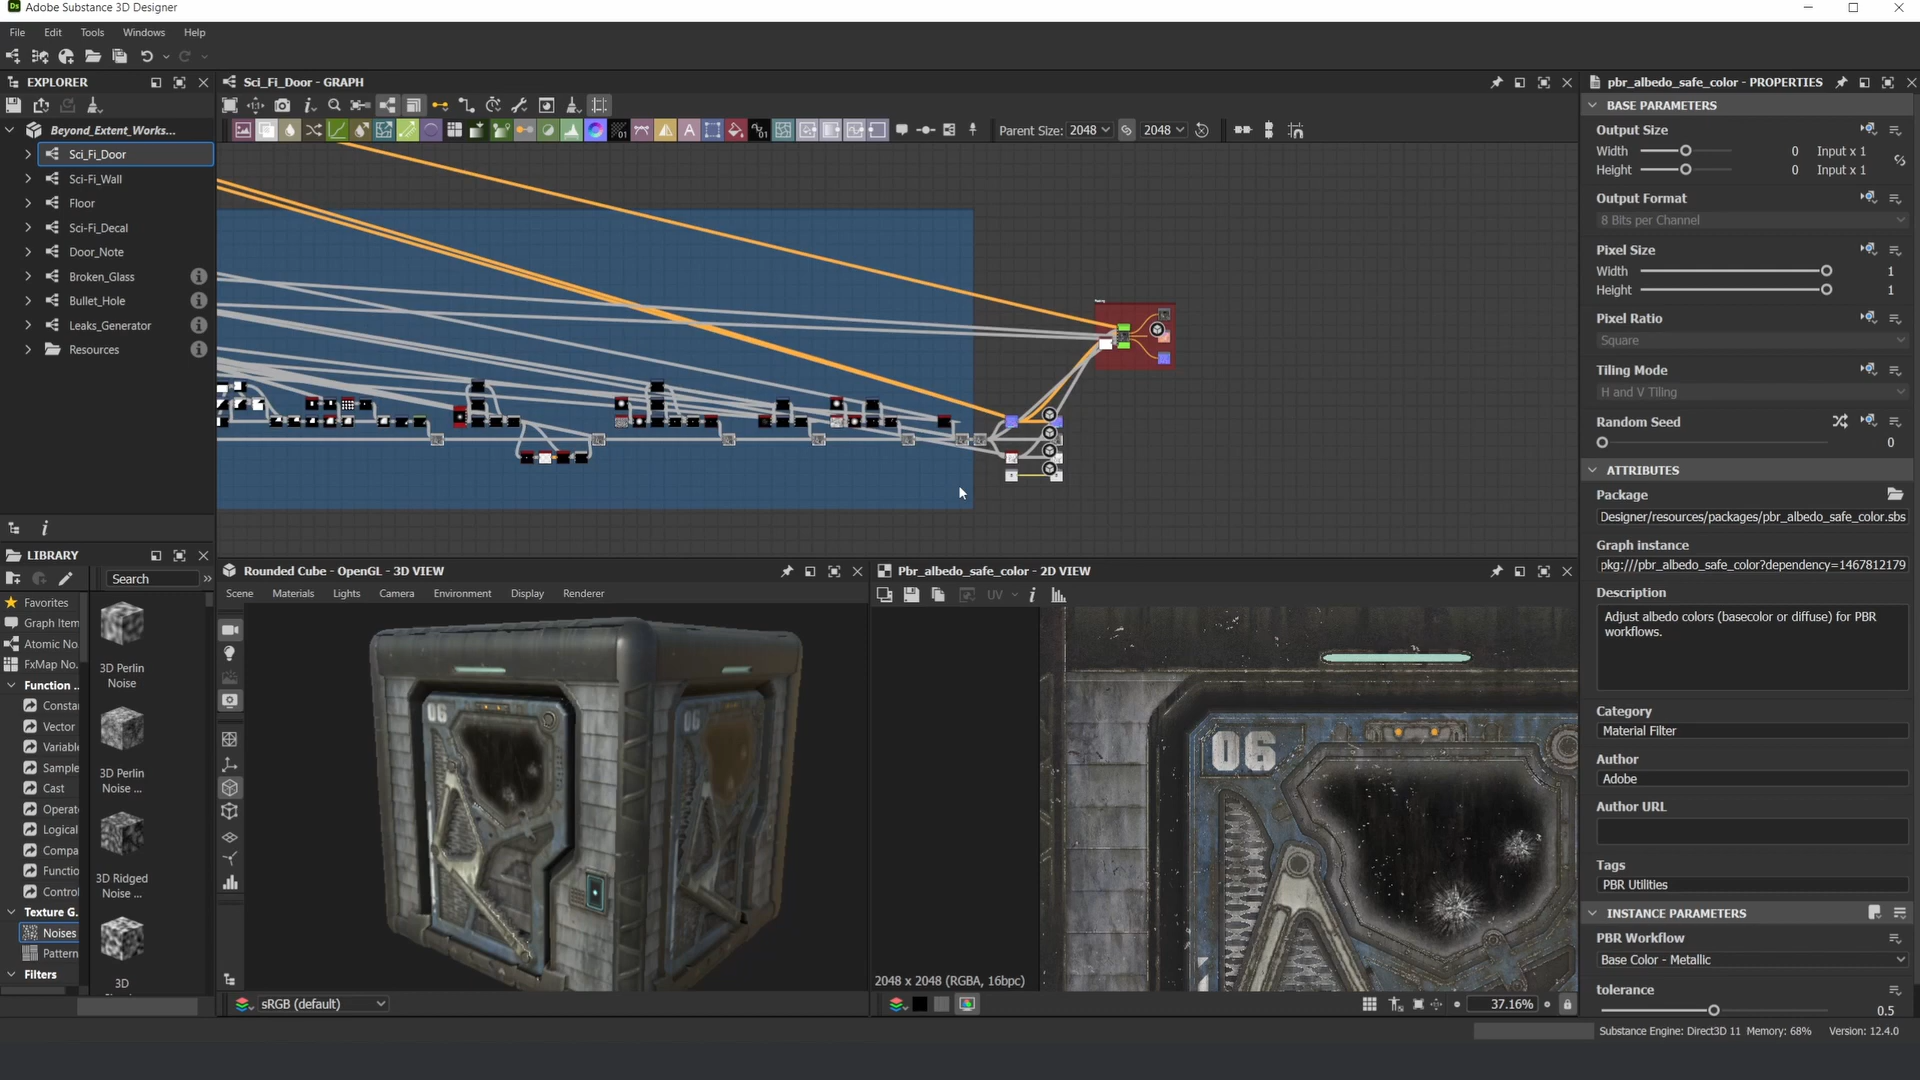 Ds Adobe Substance 3D Designer
File Edit Tools Windows Help
EXPLORER
Beyond_Extent_Works...
Sci_Fi_Door
Sci-Fi_Wall
Floor
Sci-Fi_Decal
Door_Note
Broken_Glass
Bullet_Hole
Leaks_Generator
Resources
LIBRARY
Search
Favorites
Graph Item
Atomic No
FxMap No.
Function ..
Constar
Vector
Variable
Sample
Cast
Operato
Logical
Compa
Functio
Control
Texture G.
Noises
Pattern
Filters
3D Perlin
Noise
3D Perlin
Noise ...
3D Ridged
Noise ...
3D
Sci_Fi_Door - GRAPH
Parent Size: 2048 2048
Rounded Cube - OpenGL - 3D VIEW
Scene Materials Lights Camera Environment Display Renderer
06
06
sRGB (default)
Pbr_albedo_safe_color - 2D VIEW
UV
06
2048 x 2048 (RGBA, 16bpc)
37.16%
pbr_albedo_safe_color - PROPERTIES
BASE PARAMETERS
Output Size
Width 0 Input x 1
Height 0 Input x 1
Output Format
8 Bits per Channel
Pixel Size
Width 1
Height 1
Pixel Ratio
Square
Tiling Mode
H and V Tiling
Random Seed
0
ATTRIBUTES
Package
Designer/resources/packages/pbr_albedo_safe_color.sbs
Graph instance
pkg:///pbr_albedo_safe_color?dependency=1467812179
Description
Adjust albedo colors (basecolor or diffuse) for PBR
workflows.
Category
Material Filter
Author
Adobe
Author URL
Tags
PBR Utilities
INSTANCE PARAMETERS
PBR Workflow
Base Color - Metallic
tolerance
0.5
Substance Engine: Direct3D 11 Memory: 68% Version: 12.4.0